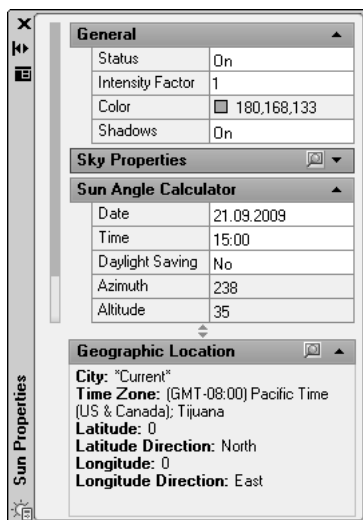 General
Status On
Intensity Factor 1
Color 180,168,133
Shadows On
Sky Properties
Sun Angle Calculator
Date 21.09.2009
Time 15:00
Daylight Saving No
Azimuth 238
Altitude 35
Geographic Location
City: "Current"
Time Zone: (GMT-08:00) Pacific Time
(US & Canada); Tijuana
Latitude: 0
Latitude Direction: North
Longitude: 0
Longitude Direction: East
Sun Properties